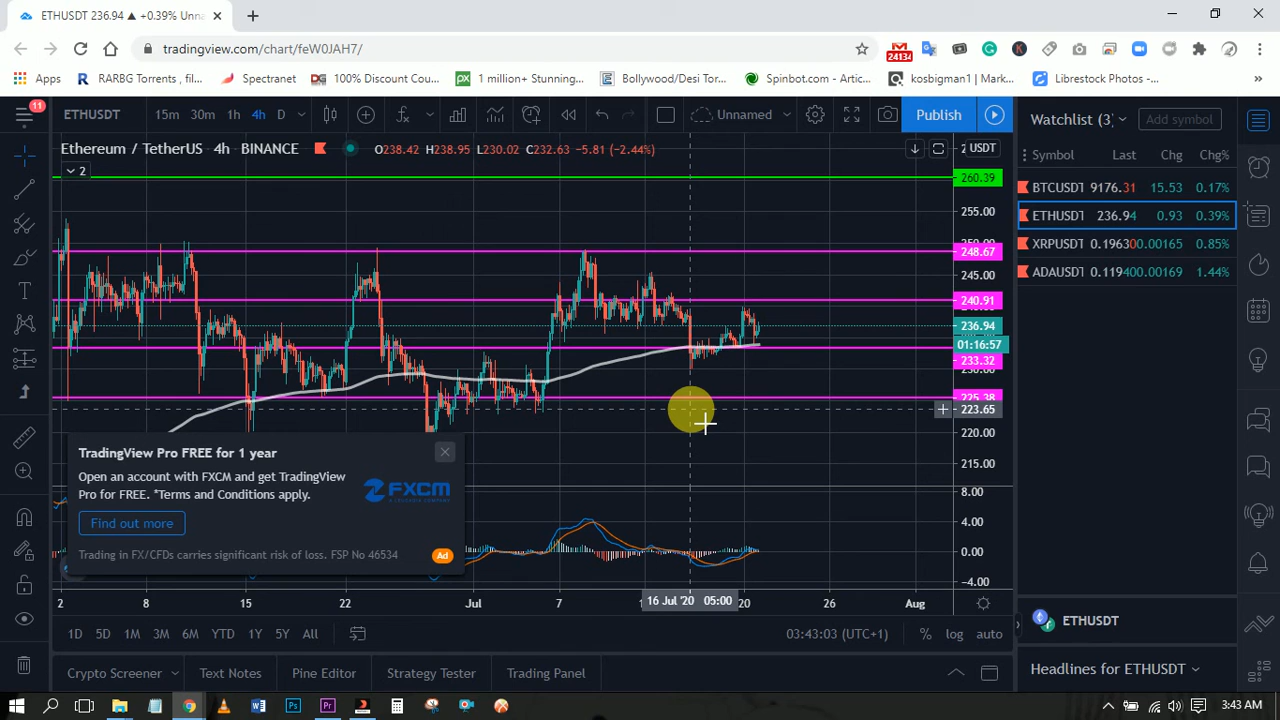 ETHUSDT 236.94 ▲ +0.39% Unna
tradingview.com/chart/feW0JAH7/
24134
Apps
RARBG Torrents , fil...
Spectranet
100% Discount Cou...
1 million+ Stunning...
Bollywood/Desi Tor...
Spinbot.com - Artic...
kosbigman1 | Mark...
Librestock Photos -...
11
ETHUSDT
15m 30m 1h 4h D
Unnamed
Publish
Watchlist (3)
Add symbol
Ethereum / TetherUS 4h BINANCE
O238.42 H238.95 L230.02 C232.63 -5.81 (-2.44%)
USDT
2
Symbol Last Chg Chg%
BTCUSDT 9176.31 15.53 0.17%
ETHUSDT 236.94 0.93 0.39%
XRPUSDT 0.19630 0.00165 0.85%
ADAUSDT 0.11940 0.00169 1.44%
260.39
255.00
248.67
245.00
240.91
236.94
01:16:57
233.32
230.00
225.38
223.65
220.00
215.00
8.00
4.00
0.00
−4.00
TradingView Pro FREE for 1 year
Open an account with FXCM and get TradingView
Pro for FREE. *Terms and Conditions apply.
FXCM
Find out more
Trading in FX/CFDs carries significant risk of loss. FSP No 46534
Ad
2 8 15 22 Jul 7 16 Jul '20 05:00 20 26 Aug
1D 5D 1M 3M 6M YTD 1Y 5Y All
03:43:03 (UTC+1)
% log auto
ETHUSDT
Crypto Screener
Text Notes
Pine Editor
Strategy Tester
Trading Panel
Headlines for ETHUSDT
3:43 AM